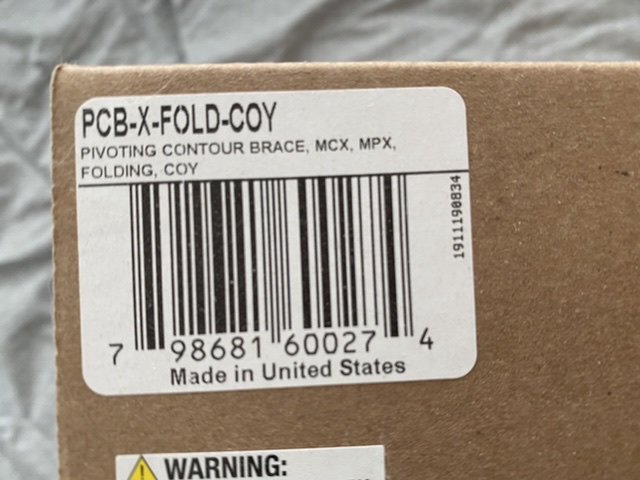 PCB-X-FOLD-COY
PIVOTING CONTOUR BRACE, MCX, MPX,
FOLDING, COY
1911190834
7 98681 60027 4
Made in United States
WARNING: